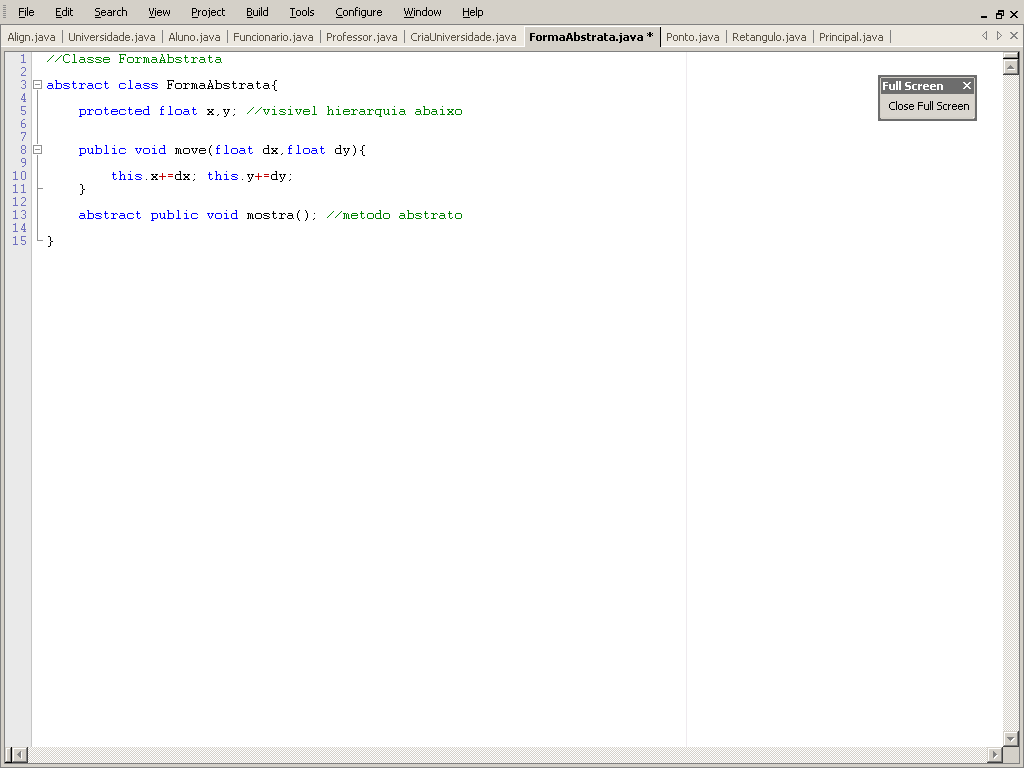 File Edit Search View Project Build Tools Configure Window Help
Align.java Universidade.java Aluno.java Funcionario.java Professor.java CriaUniversidade.java FormaAbstrata.java * Ponto.java Retangulo.java Principal.java
1 //Classe FormaAbstrata
2
3 abstract class FormaAbstrata{
4
5 protected float x,y; //visivel hierarquia abaixo
6
7
8 public void move(float dx,float dy){
9
10 this.x+=dx; this.y+=dy;
11 }
12
13 abstract public void mostra(); //metodo abstrato
14
15 }
Full Screen
Close Full Screen